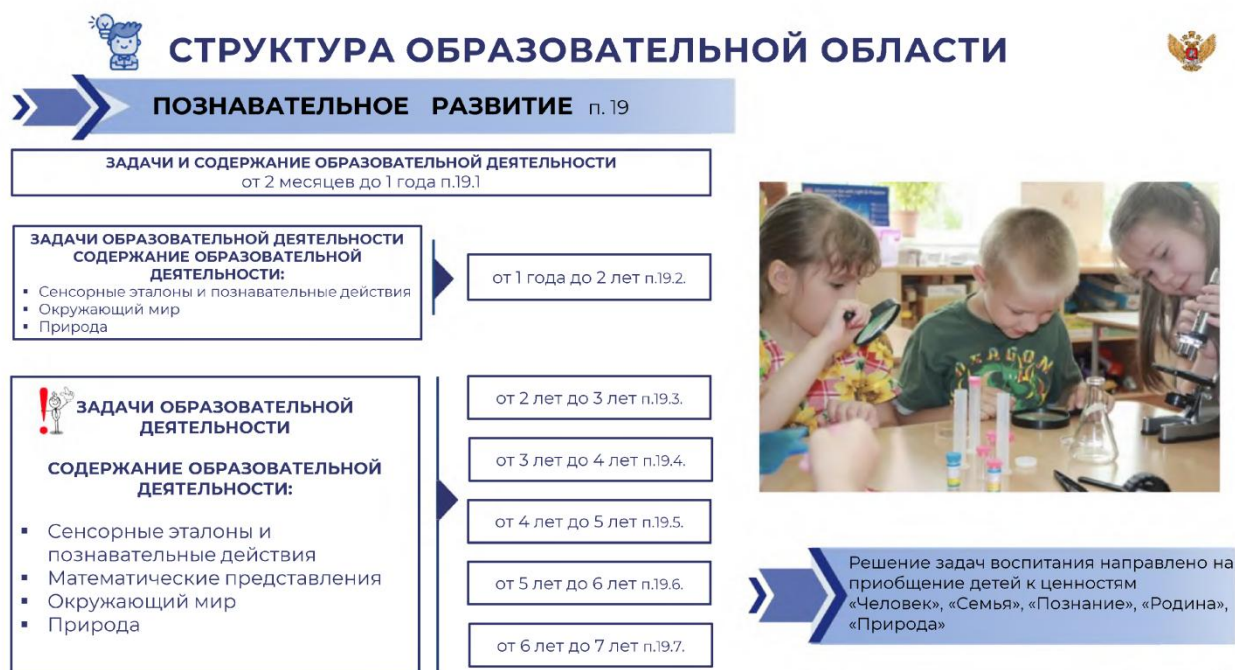 СТРУКТУРА ОБРАЗОВАТЕЛЬНОЙ ОБЛАСТИ
ПОЗНАВАТЕЛЬНОЕ РАЗВИТИЕ п. 19
ЗАДАЧИ И СОДЕРЖАНИЕ ОБРАЗОВАТЕЛЬНОЙ ДЕЯТЕЛЬНОСТИ
от 2 месяцев до 1 года п.19.1
ЗАДАЧИ ОБРАЗОВАТЕЛЬНОЙ ДЕЯТЕЛЬНОСТИ
СОДЕРЖАНИЕ ОБРАЗОВАТЕЛЬНОЙ
ДЕЯТЕЛЬНОСТИ:
▪ Сенсорные эталоны и познавательные действия
▪ Окружающий мир
▪ Природа
от 1 года до 2 лет п.19.2.
ЗАДАЧИ ОБРАЗОВАТЕЛЬНОЙ
ДЕЯТЕЛЬНОСТИ
СОДЕРЖАНИЕ ОБРАЗОВАТЕЛЬНОЙ
ДЕЯТЕЛЬНОСТИ:
▪ Сенсорные эталоны и
познавательные действия
▪ Математические представления
▪ Окружающий мир
▪ Природа
от 2 лет до 3 лет п.19.3.
от 3 лет до 4 лет п.19.4.
от 4 лет до 5 лет п.19.5.
от 5 лет до 6 лет п.19.6.
от 6 лет до 7 лет п.19.7.
DRAGON
Решение задач воспитания направлено на
приобщение детей к ценностям
«Человек», «Семья», «Познание», «Родина»,
«Природа»